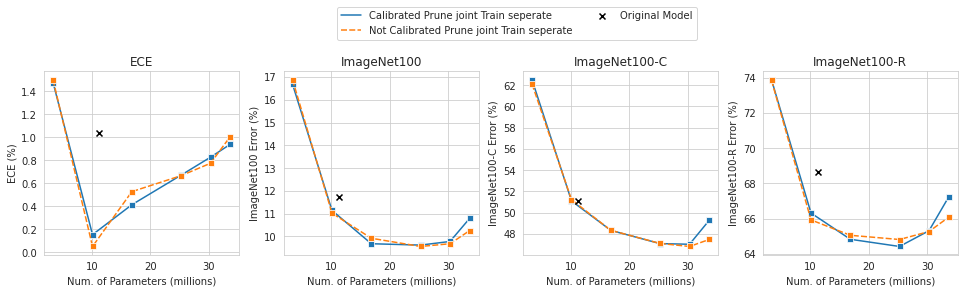 Calibrated Prune joint Train seperate
Not Calibrated Prune joint Train seperate
Original Model
ECE
ECE (%)
1.4
1.2
1.0
0.8
0.6
0.4
0.2
0.0
10 20 30
Num. of Parameters (millions)
ImageNet100
ImageNet100 Error (%)
17
16
15
14
13
12
11
10
10 20 30
Num. of Parameters (millions)
ImageNet100-C
ImageNet100-C Error (%)
62
60
58
56
54
52
50
48
10 20 30
Num. of Parameters (millions)
ImageNet100-R
ImageNet100-R Error (%)
74
72
70
68
66
64
10 20 30
Num. of Parameters (millions)